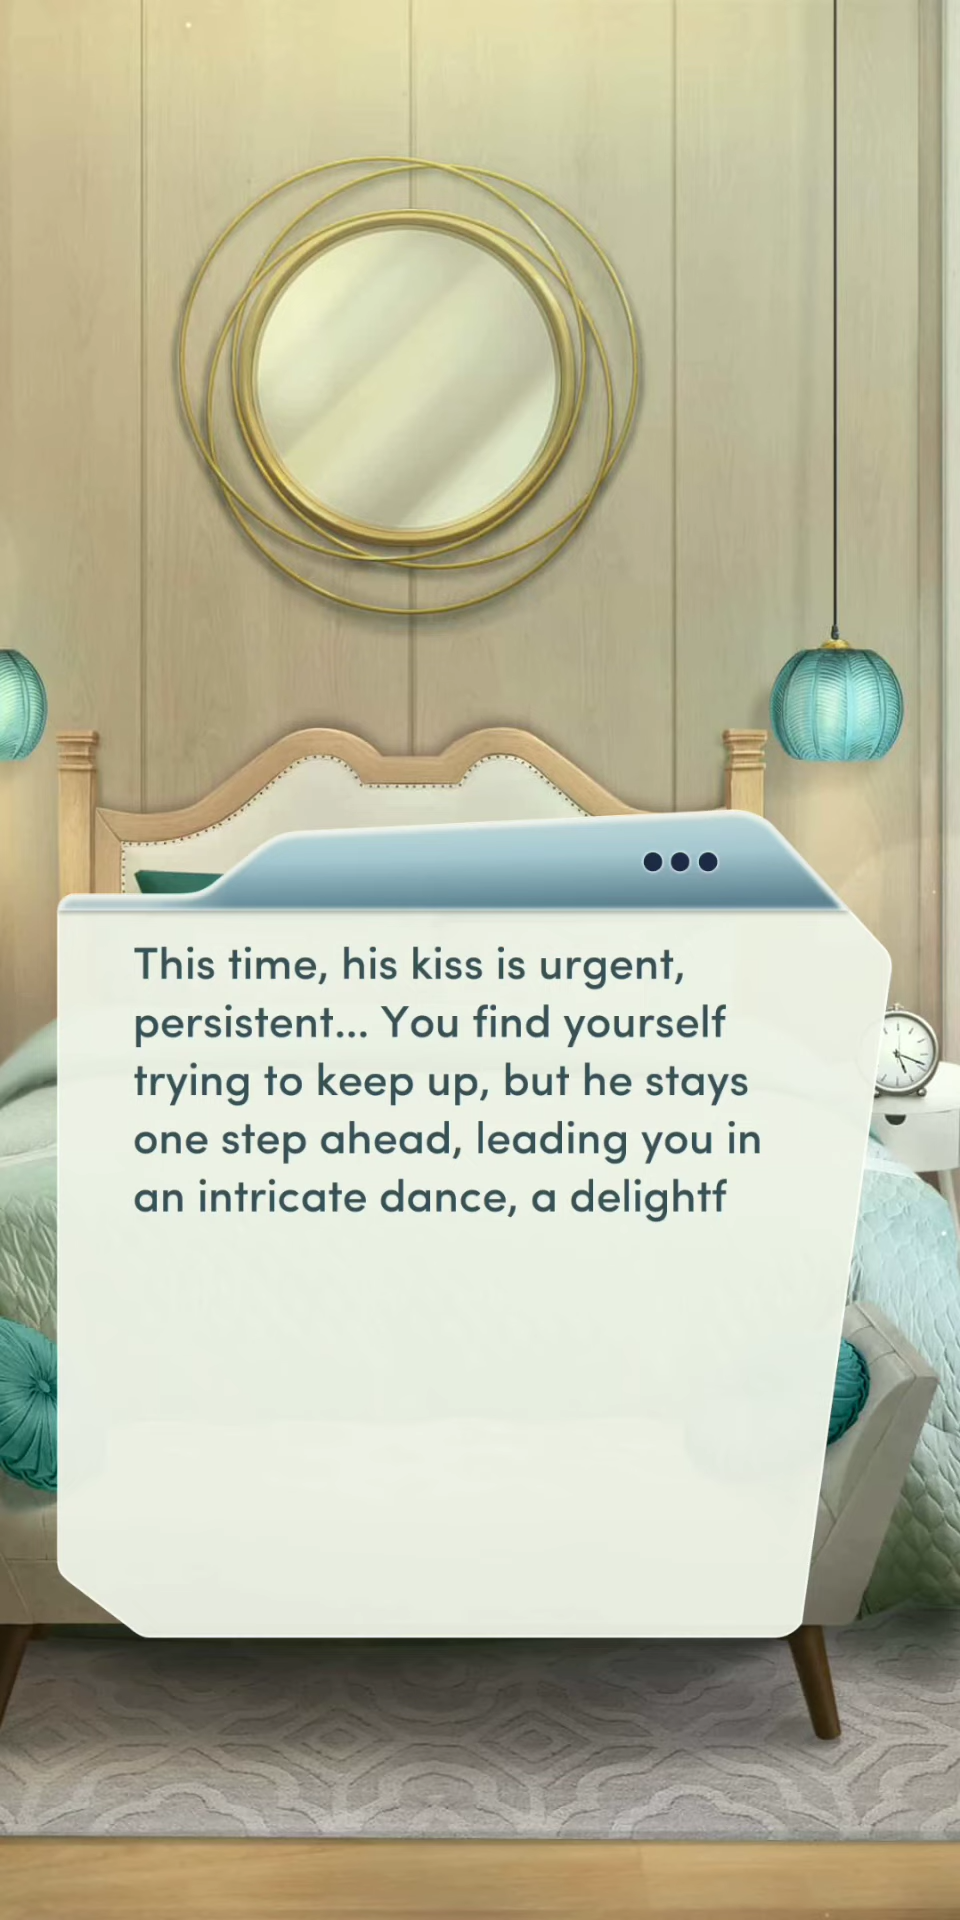 This time, his kiss is urgent,
persistent... You find yourself
trying to keep up, but he stays
one step ahead, leading you in
an intricate dance, a delightf